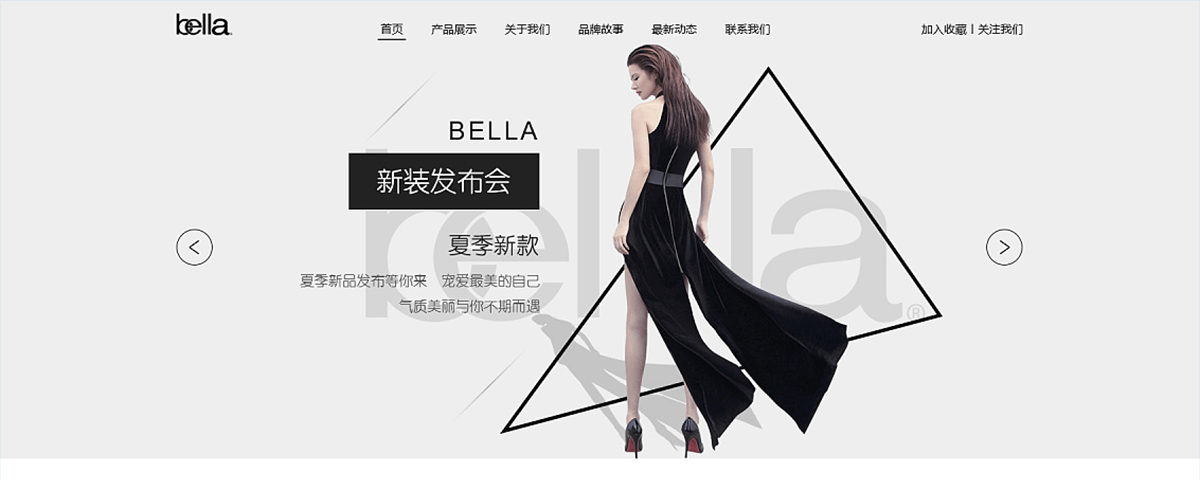 bella
首页 产品展示 关于我们 品牌故事 最新动态 联系我们
加入收藏 | 关注我们
BELLA
新装发布会
夏季新款
夏季新品发布等你来 宠爱最美的自己
气质美丽与你不期而遇
bella®